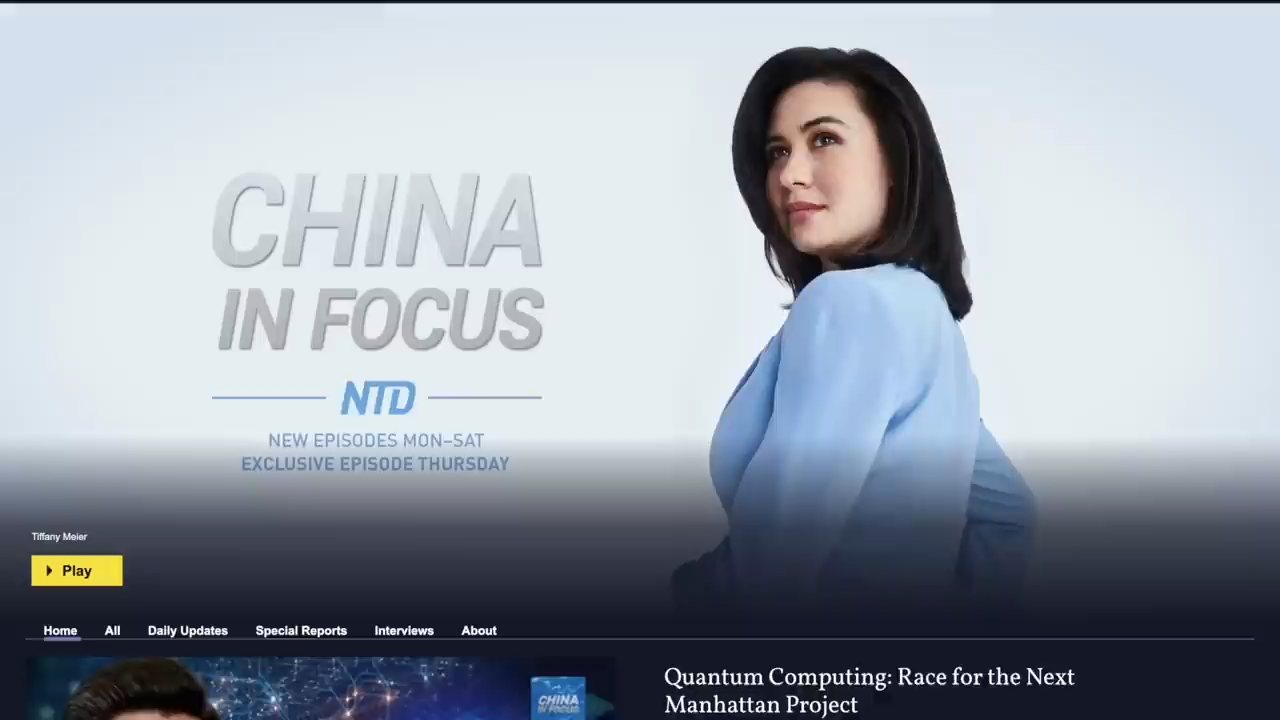 CHINA
IN FOCUS
NTD
NEW EPISODES MON–SAT
EXCLUSIVE EPISODE THURSDAY
Tiffany Meier
Play
Home All Daily Updates Special Reports Interviews About
CHINA
IN FOCUS
Quantum Computing: Race for the Next
Manhattan Project